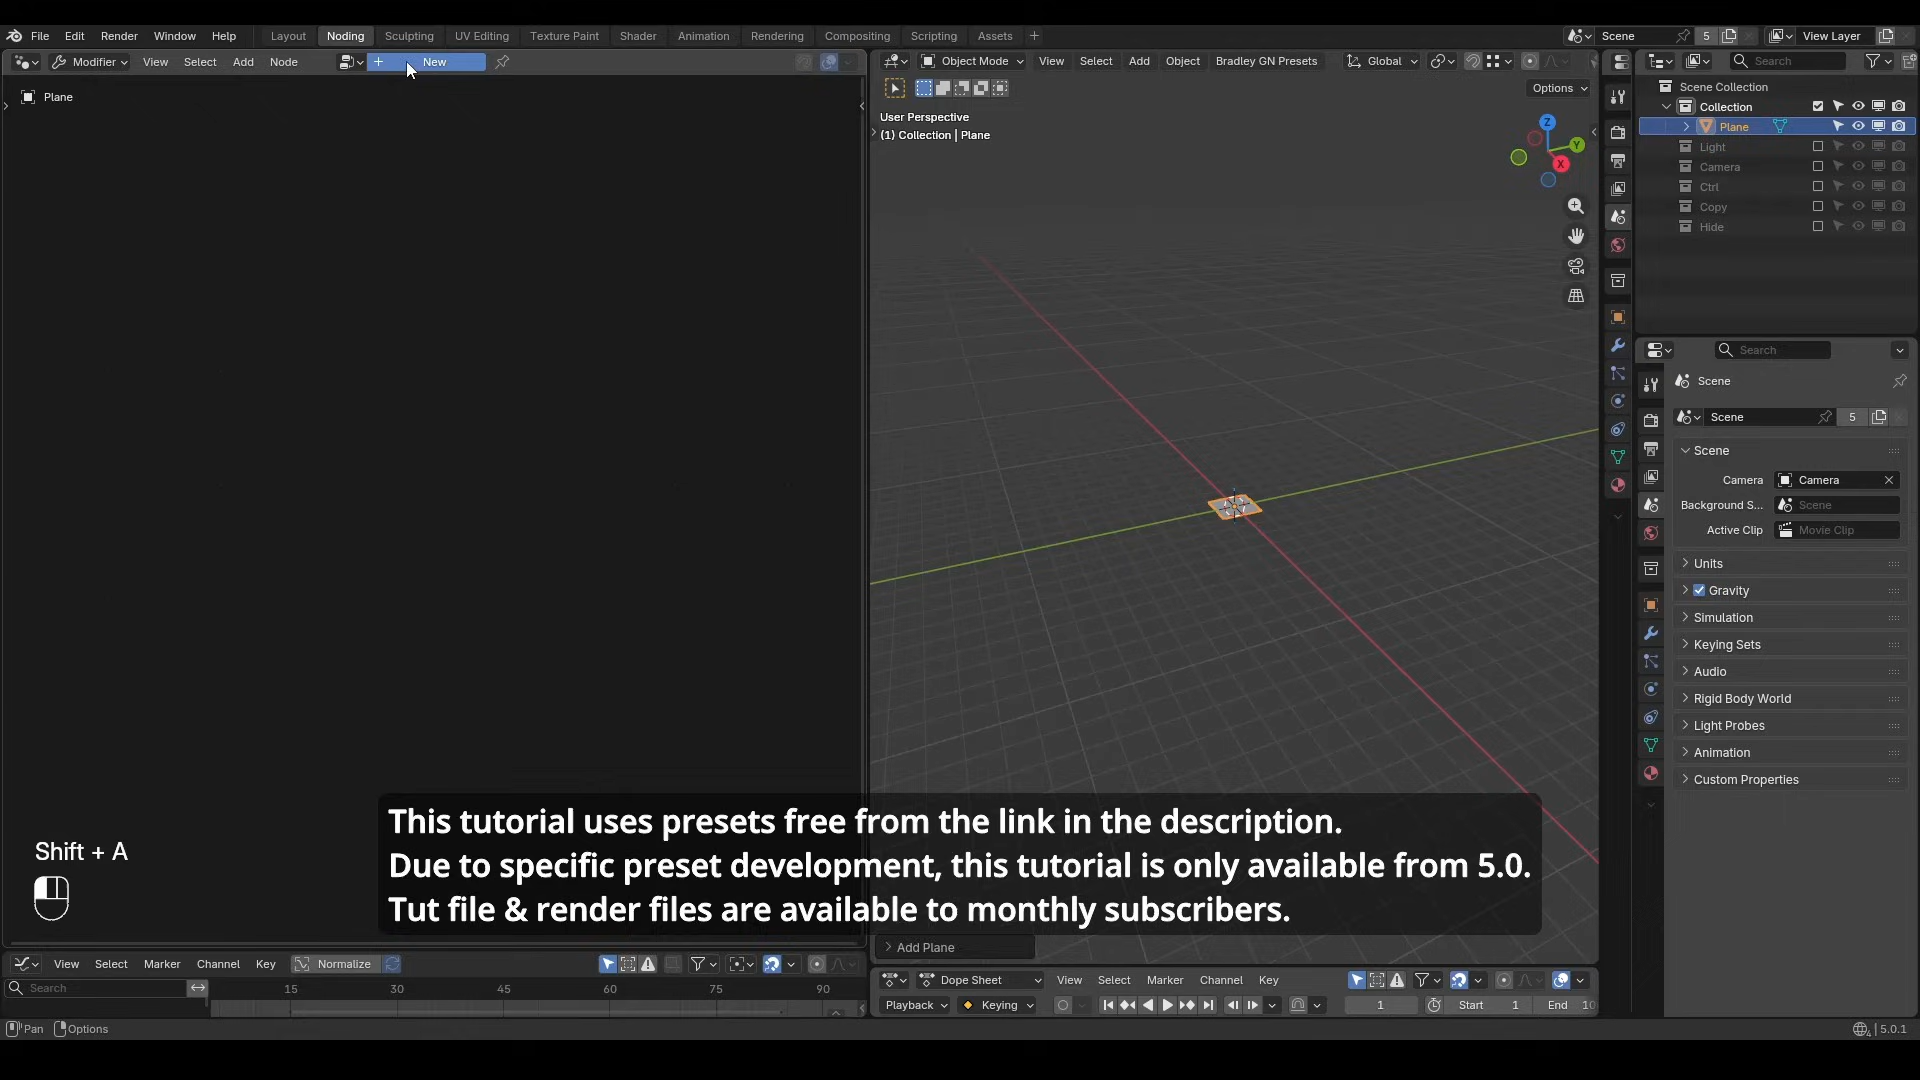 File Edit Render Window Help Layout Noding Sculpting UV Editing Texture Paint Shader Animation Rendering Compositing Scripting Assets + Scene 5 View Layer
Modifier View Select Add Node + New
Object Mode View Select Add Object Bradley GN Presets Global
Search
Plane
Options
User Perspective
(1) Collection | Plane
Z
Y
X
Scene Collection
Collection
Plane
Light
Camera
Ctrl
Copy
Hide
Search
Scene
Scene 5
Scene
Camera Camera
Background S... Scene
Active Clip Movie Clip
Units
Gravity
Simulation
Keying Sets
Audio
Rigid Body World
Light Probes
Animation
Custom Properties
Shift + A
This tutorial uses presets free from the link in the description.
Due to specific preset development, this tutorial is only available from 5.0.
Tut file & render files are available to monthly subscribers.
Add Plane
View Select Marker Channel Key Normalize
Search 15 30 45 60 75 90
Dope Sheet View Select Marker Channel Key
Playback Keying 1 Start 1 End 10
Pan Options
5.0.1